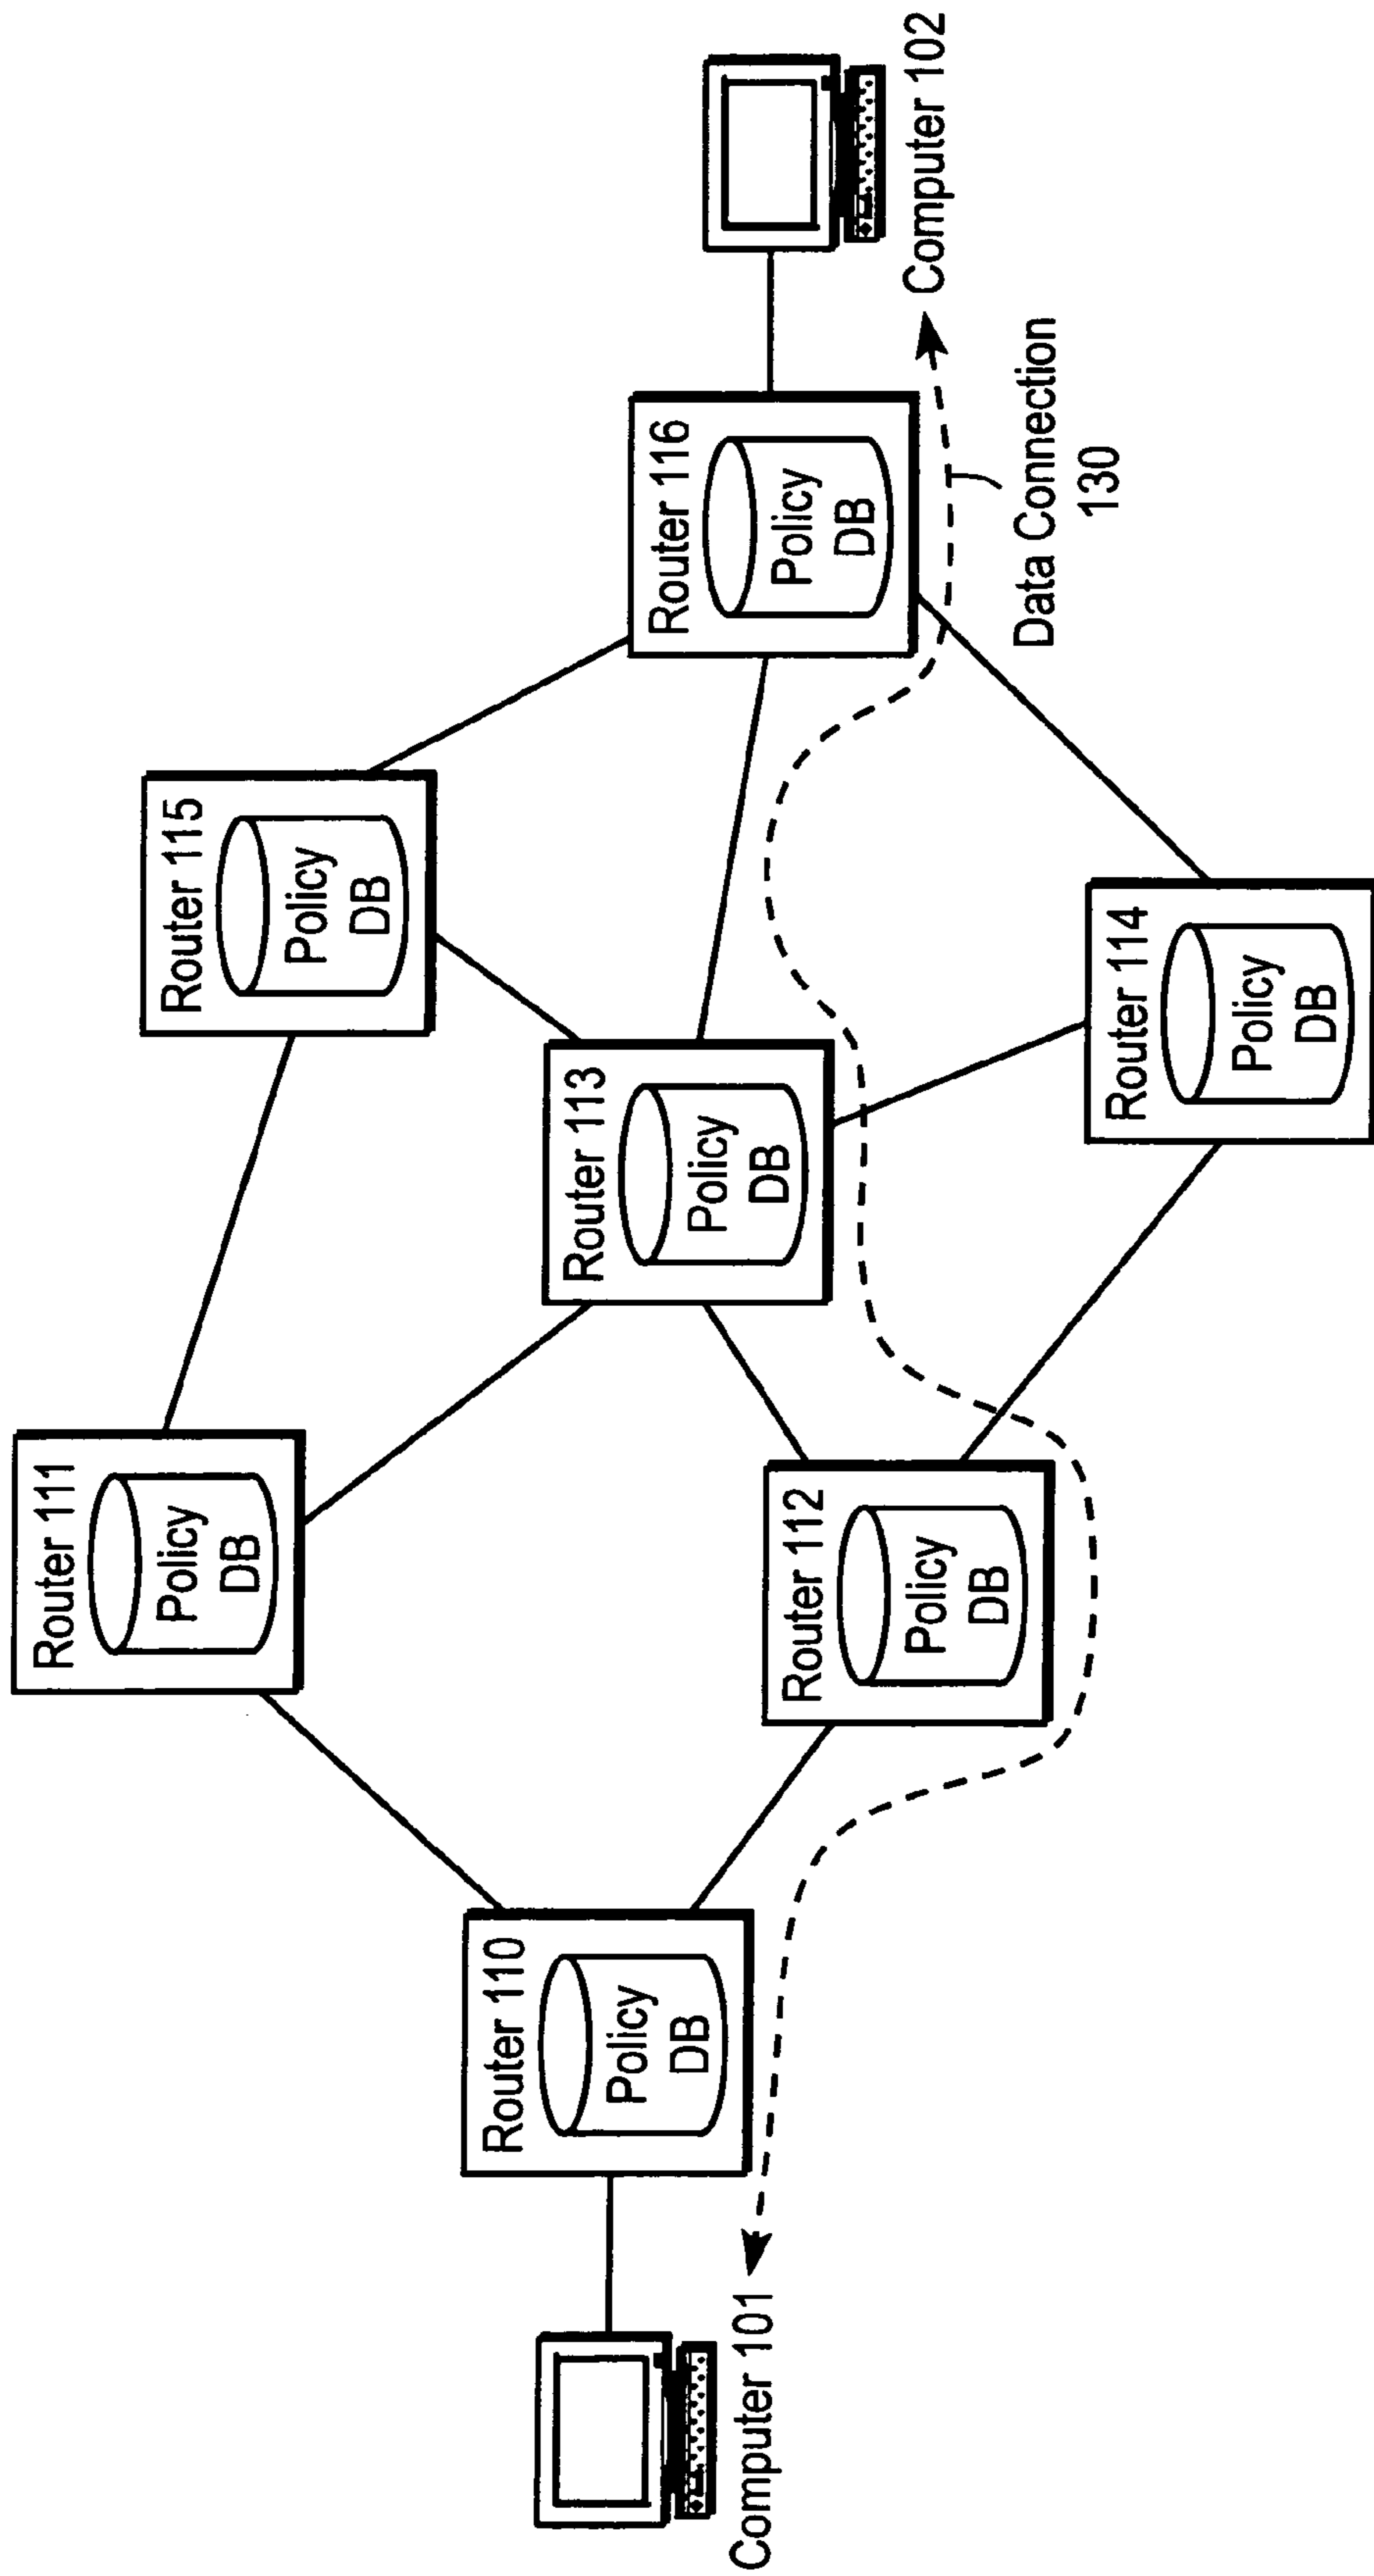 Router 111
Policy
DB
Router 115
Policy
DB
Router 110
Policy
DB
Router 113
Policy
DB
Router 116
Policy
DB
Computer 101
Router 112
Policy
DB
Computer 102
Data Connection
130
Router 114
Policy
DB